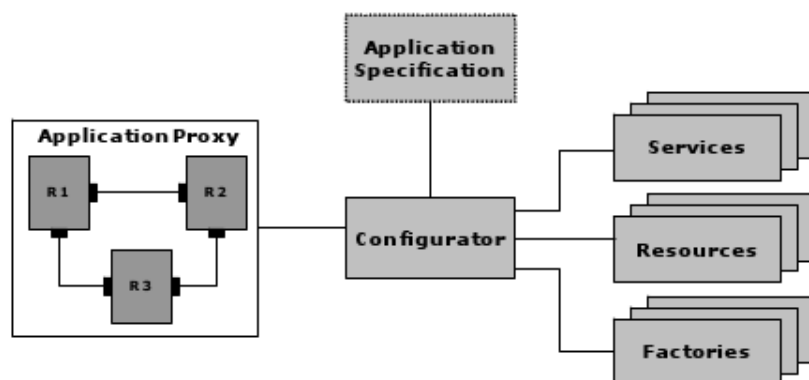 Application
Specification
Application Proxy
R1
R2
R3
Configurator
Services
Resources
Factories